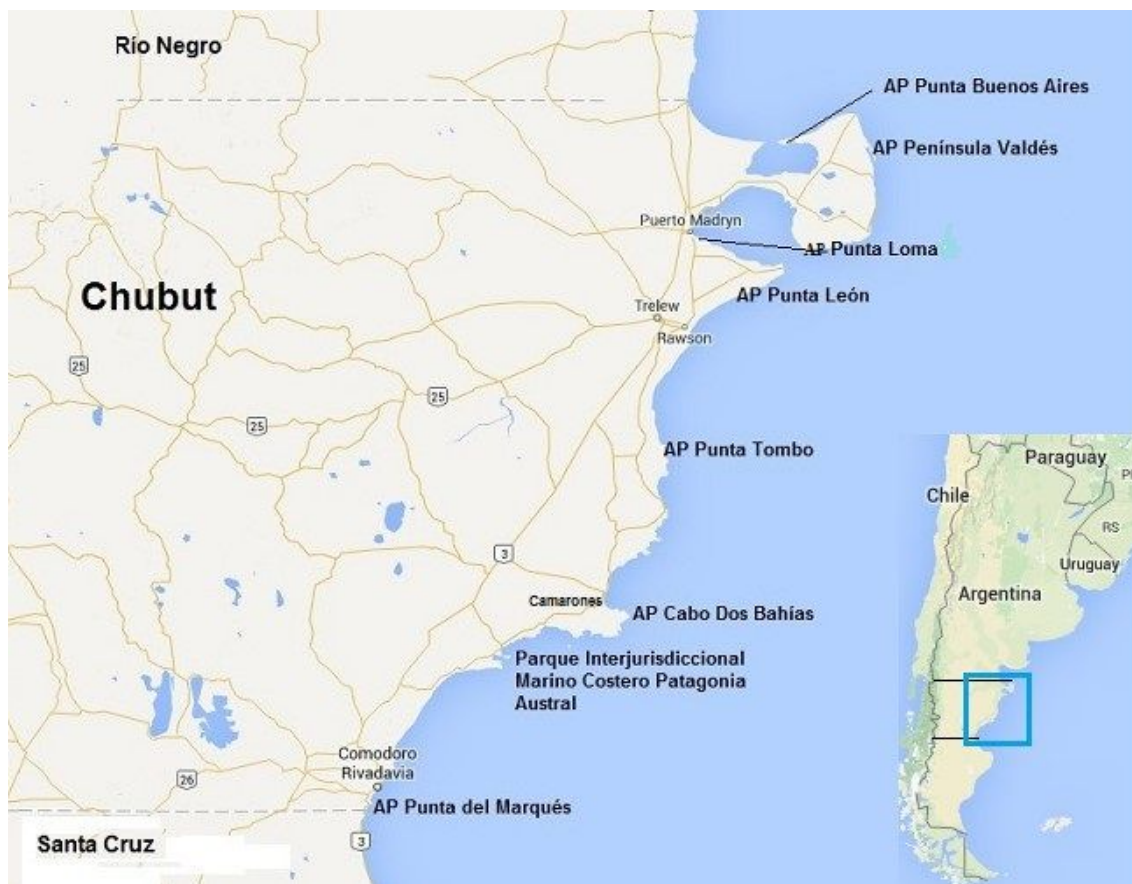 Río Negro
AP Punta Buenos Aires
AP Península Valdés
Puerto Madryn
AP Punta Loma
Chubut
AP Punta León
Trelew
Rawson
25
25
25
AP Punta Tombo
Paraguay
Chile
RS
Uruguay
Argentina
3
Camarones
AP Cabo Dos Bahías
Parque Interjurisdiccional
Marino Costero Patagonia
Austral
Comodoro
Rivadavia
26
AP Punta del Marqués
Santa Cruz
3